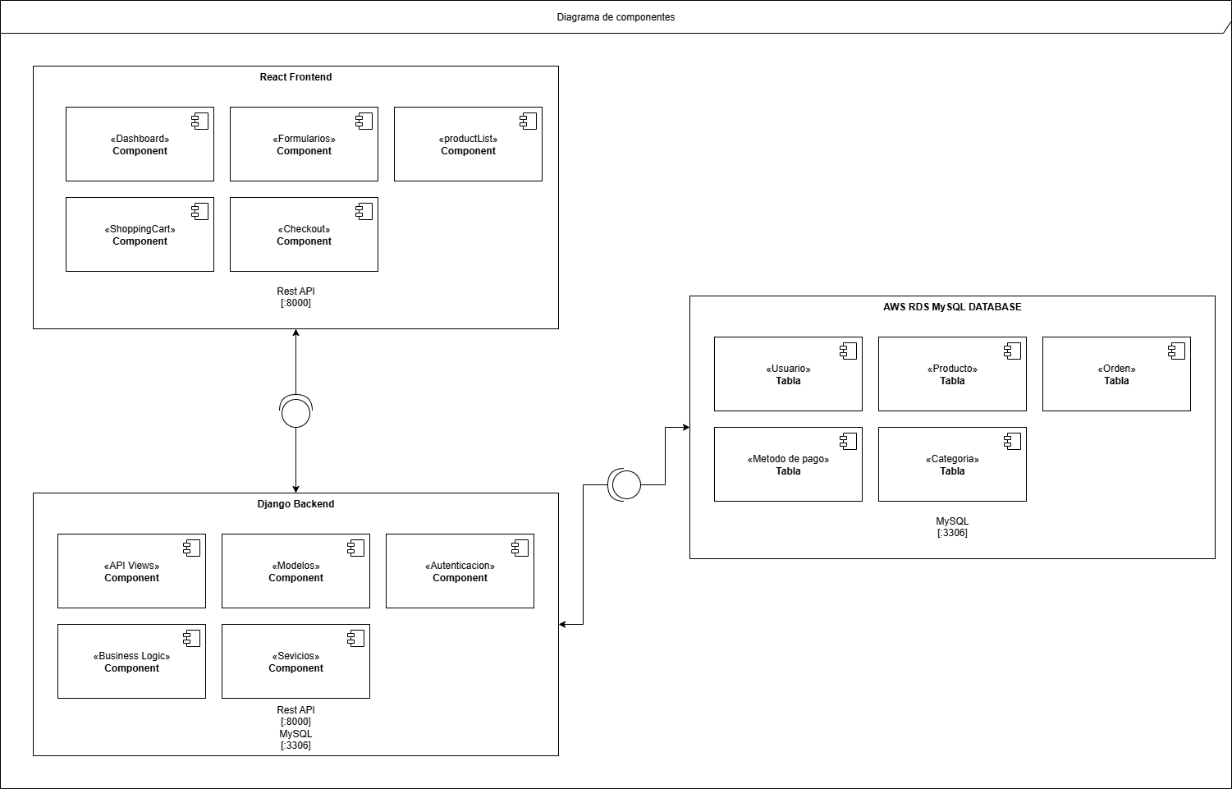 Diagrama de componentes
React Frontend
«Dashboard»
Component
«Formularios»
Component
«productList»
Component
«ShoppingCart»
Component
«Checkout»
Component
Rest API
[:8000]
AWS RDS MySQL DATABASE
«Usuario»
Tabla
«Producto»
Tabla
«Orden»
Tabla
«Metodo de pago»
Tabla
«Categoria»
Tabla
MySQL
[:3306]
Django Backend
«API Views»
Component
«Modelos»
Component
«Autenticacion»
Component
«Business Logic»
Component
«Sevicios»
Component
Rest API
[:8000]
MySQL
[:3306]